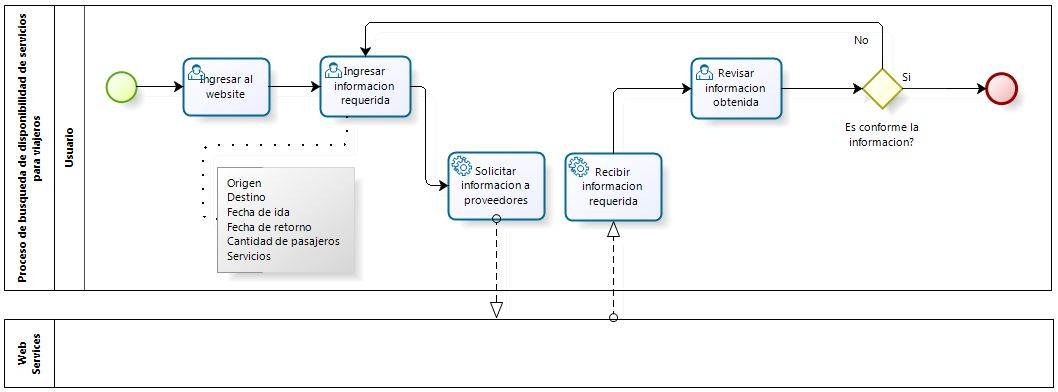 Proceso de busqueda de disponibilidad de servicios
para viajeros
Usuario
Ingresar al
website
Ingresar
informacion
requerida
Origen
Destino
Fecha de ida
Fecha de retorno
Cantidad de pasajeros
Servicios
Solicitar
informacion a
proveedores
Recibir
informacion
requerida
Revisar
informacion
obtenida
No
Si
Es conforme la
informacion?
Web
Services